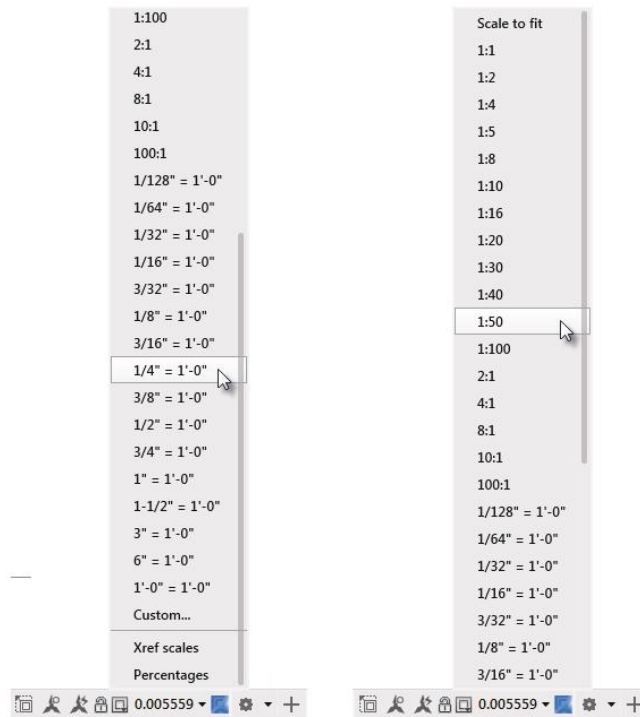 1:100
2:1
4:1
8:1
10:1
100:1
1/128" = 1'-0"
1/64" = 1'-0"
1/32" = 1'-0"
1/16" = 1'-0"
3/32" = 1'-0"
1/8" = 1'-0"
3/16" = 1'-0"
1/4" = 1'-0"
3/8" = 1'-0"
1/2" = 1'-0"
3/4" = 1'-0"
1" = 1'-0"
1-1/2" = 1'-0"
3" = 1'-0"
6" = 1'-0"
1'-0" = 1'-0"
Custom...
Xref scales
Percentages
0.005559
Scale to fit
1:1
1:2
1:4
1:5
1:8
1:10
1:16
1:20
1:30
1:40
1:50
1:100
2:1
4:1
8:1
10:1
100:1
1/128" = 1'-0"
1/64" = 1'-0"
1/32" = 1'-0"
1/16" = 1'-0"
3/32" = 1'-0"
1/8" = 1'-0"
3/16" = 1'-0"
0.005559